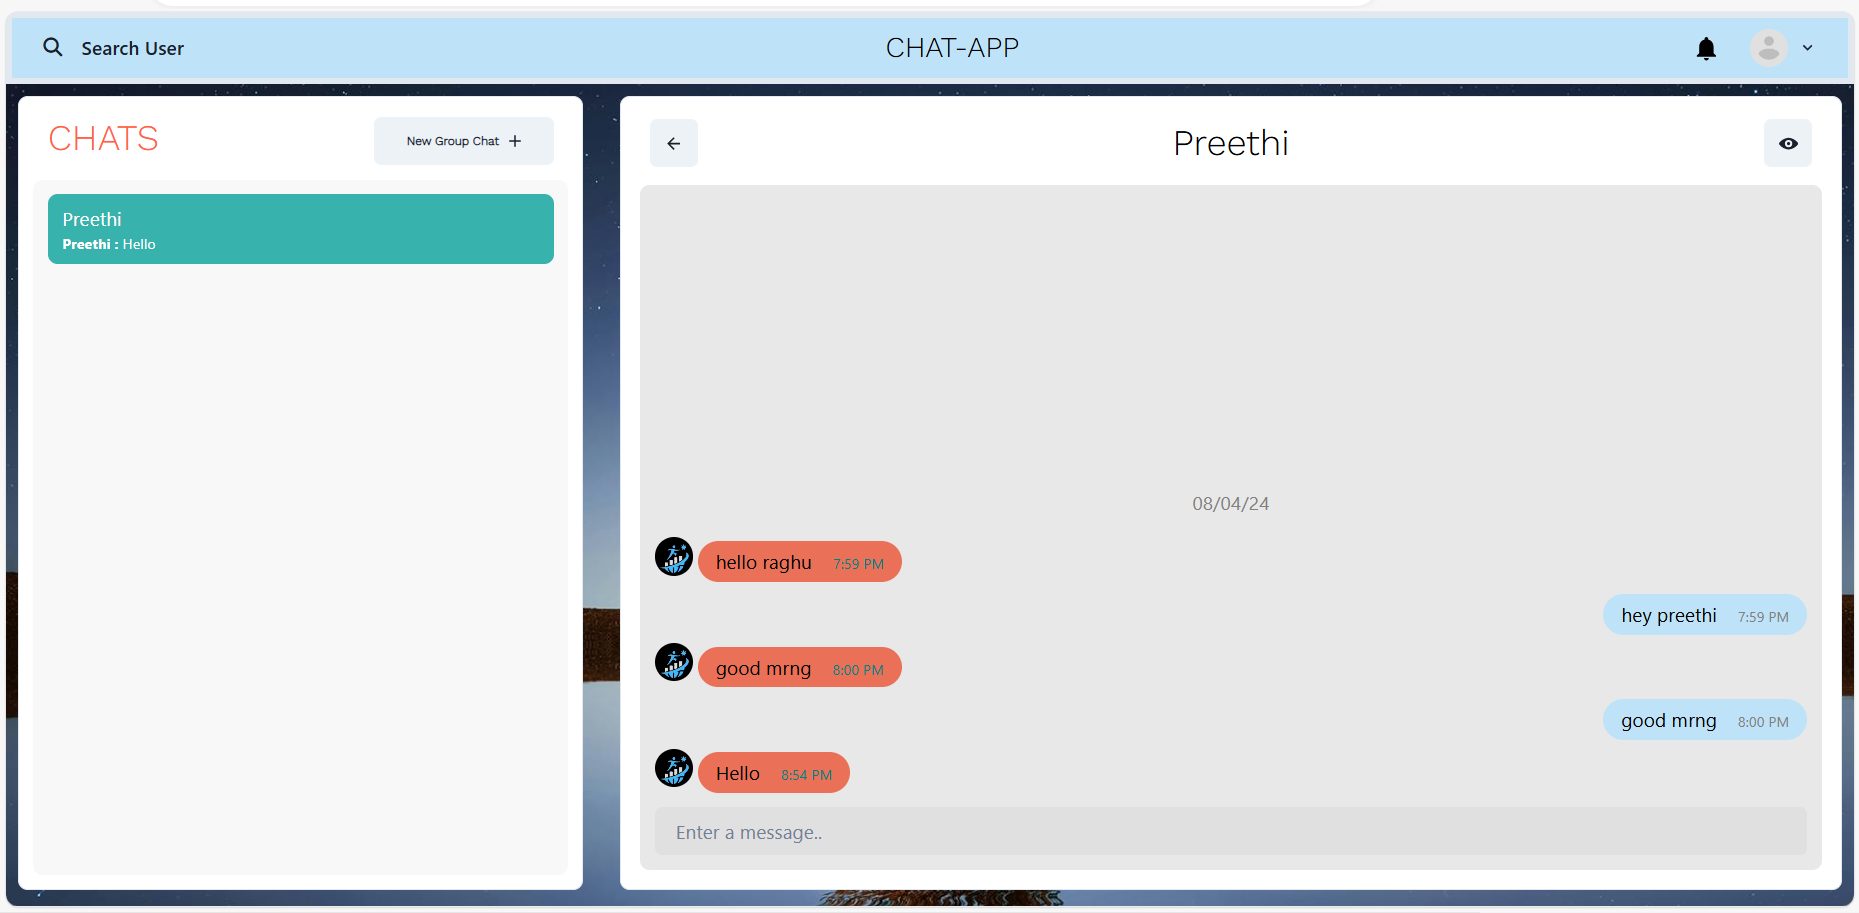 Search User
CHAT-APP
CHATS
New Group Chat
Preethi
Preethi : Hello
Preethi
08/04/24
hello raghu 7:59 PM
hey preethi 7:59 PM
good mrng 8:00 PM
good mrng 8:00 PM
Hello 8:54 PM
Enter a message..